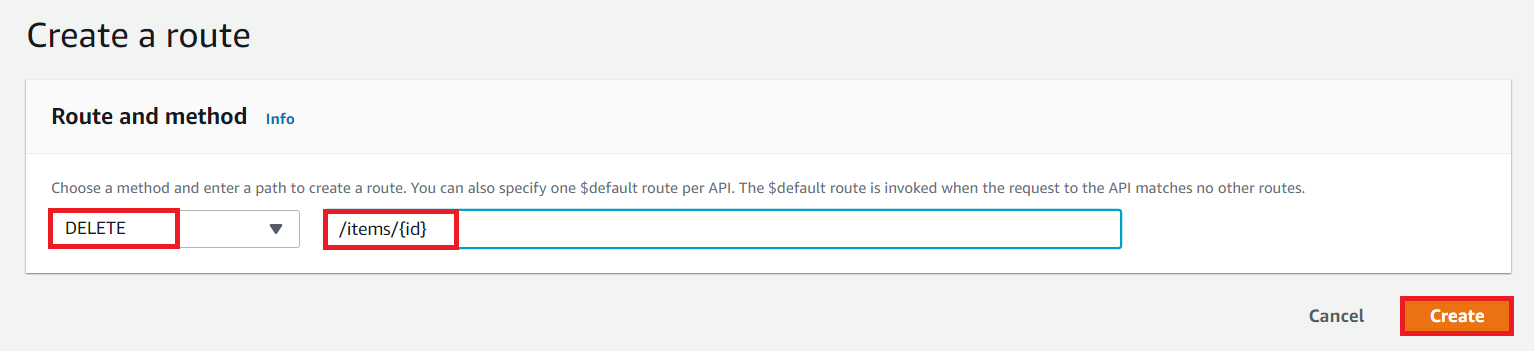 Create a route
Route and method Info
Choose a method and enter a path to create a route. You can also specify one $default route per API. The $default route is invoked when the request to the API matches no other routes.
DELETE /items/{id}
Cancel Create